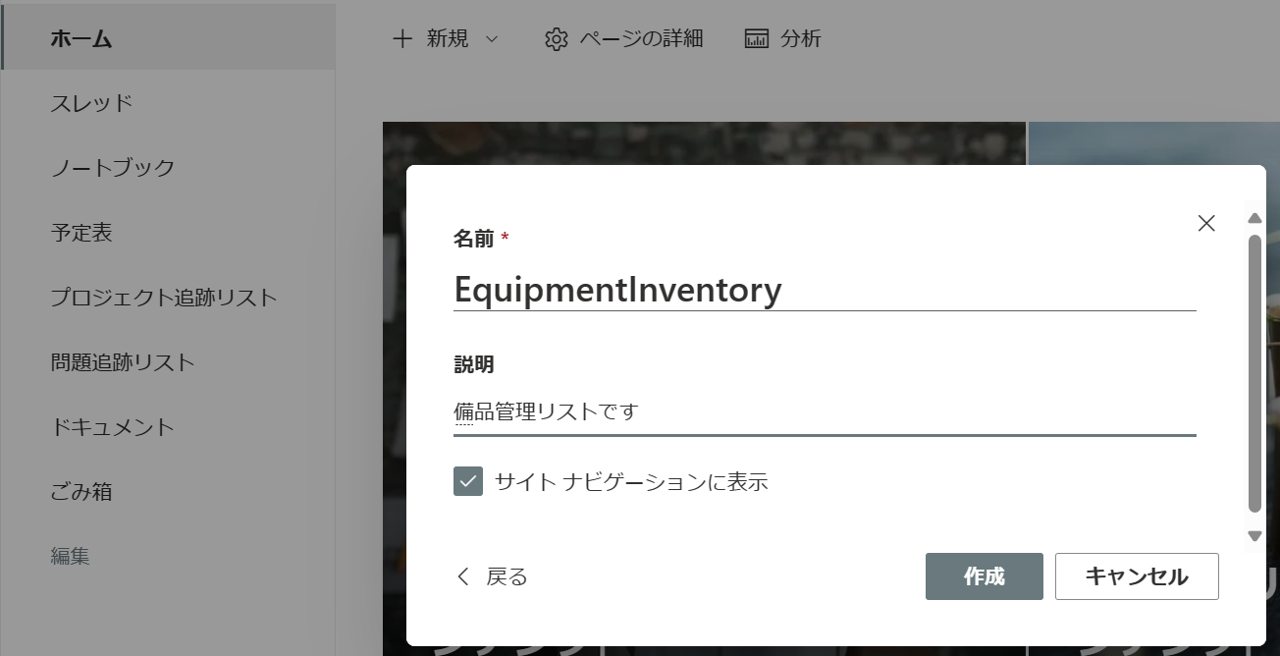 ホーム
スレッド
ノートブック
予定表
プロジェクト追跡リスト
問題追跡リスト
ドキュメント
ごみ箱
編集
新規
ページの詳細
分析
名前 *
EquipmentInventory
説明
備品管理リストです
サイト ナビゲーションに表示
戻る
作成
キャンセル